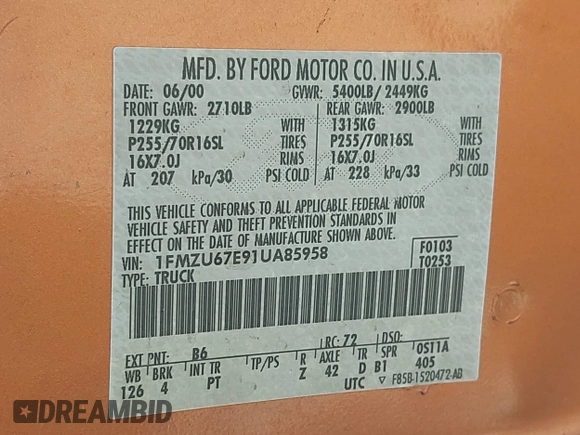 MFD. BY FORD MOTOR CO. IN U.S.A.
DATE: 06/00 GVWR: 5400LB/ 2449KG
FRONT GAWR: 2710LB REAR GAWR: 2900LB
1229KG WITH 1315KG WITH
P255/70R16SL TIRES P255/70R16SL TIRES
16X7.0J RIMS 16X7.0J RIMS
AT 207 kPa/30 PSI COLD AT 228 kPa/33 PSI COLD
THIS VEHICLE CONFORMS TO ALL APPLICABLE FEDERAL MOTOR
VEHICLE SAFETY AND THEFT PREVENTION STANDARDS IN
EFFECT ON THE DATE OF MANUFACTURE SHOWN ABOVE.
VIN: 1FMZU67E91UA85958 F0103
TYPE: TRUCK T0253
EXT PNT: B6 RC: 72 DSO:
WB BRK INT TR TP/PS R AXLE TR SPR OS11A
126 4 PT Z 42 D B1 405
UTC ▽ F85B-1520472-AB
DREAMBID